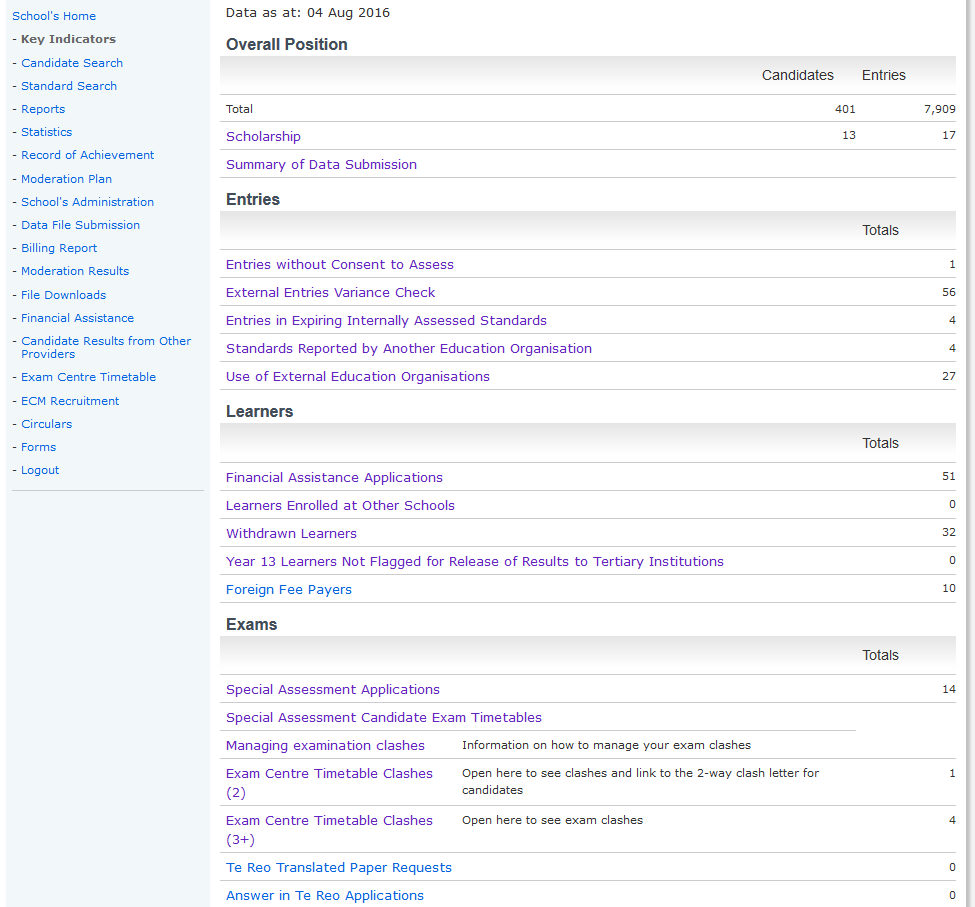 School's Home
- Key Indicators
- Candidate Search
- Standard Search
- Reports
- Statistics
- Record of Achievement
- Moderation Plan
- School's Administration
- Data File Submission
- Billing Report
- Moderation Results
- File Downloads
- Financial Assistance
- Candidate Results from Other
Providers
- Exam Centre Timetable
- ECM Recruitment
- Circulars
- Forms
- Logout
Data as at: 04 Aug 2016
Overall Position
Candidates Entries
Total 401 7,909
Scholarship 13 17
Summary of Data Submission
Entries
Totals
Entries without Consent to Assess 1
External Entries Variance Check 56
Entries in Expiring Internally Assessed Standards 4
Standards Reported by Another Education Organisation 4
Use of External Education Organisations 27
Learners
Totals
Financial Assistance Applications 51
Learners Enrolled at Other Schools 0
Withdrawn Learners 32
Year 13 Learners Not Flagged for Release of Results to Tertiary Institutions 0
Foreign Fee Payers 10
Exams
Totals
Special Assessment Applications 14
Special Assessment Candidate Exam Timetables
Managing examination clashes Information on how to manage your exam clashes
Exam Centre Timetable Clashes Open here to see clashes and link to the 2-way clash letter for 1
(2) candidates
Exam Centre Timetable Clashes Open here to see exam clashes 4
(3+)
Te Reo Translated Paper Requests 0
Answer in Te Reo Applications 0